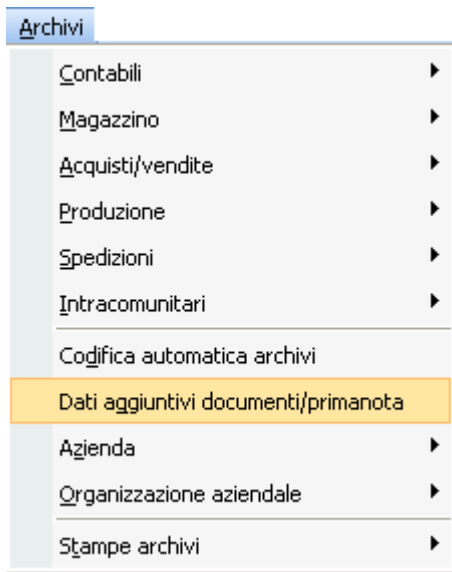 Archivi
Contabili
Magazzino
Acquisti/vendite
Produzione
Spedizioni
Intracomunitari
Codifica automatica archivi
Dati aggiuntivi documenti/primanota
Azienda
Organizzazione aziendale
Stampe archivi